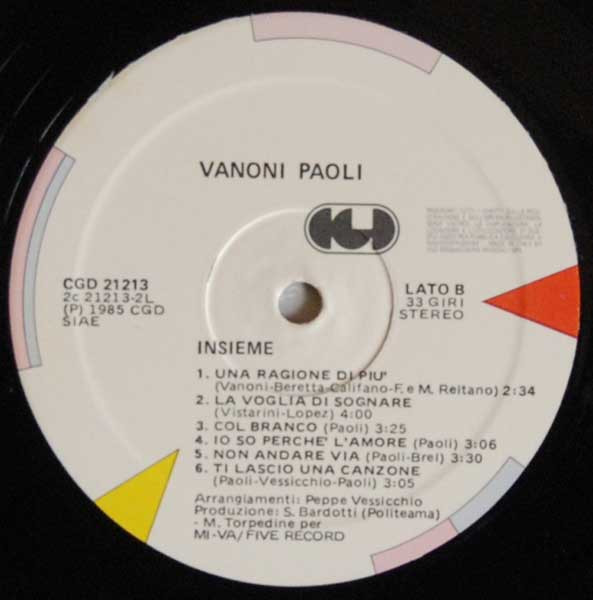 VANONI PAOLI
CGD
CGD 21213
2c 21213-2L
(P) 1985 CGD
SIAE
LATO B
33 GIRI
STEREO
INSIEME
1. UNA RAGIONE DI PIU'
(Vanoni-Beretta-Califano-F. e M. Reitano) 2:34
2. LA VOGLIA DI SOGNARE
(Vistarini-Lopez) 4:00
3. COL BRANCO (Paoli) 3:25
4. IO SO PERCHE' L'AMORE (Paoli) 3:06
5. NON ANDARE VIA (Paoli-Brel) 3:30
6. TI LASCIO UNA CANZONE
(Paoli-Vessicchio-Paoli) 3:05
Arrangiamenti: Peppe Vessicchio
Produzione: S. Bardotti (Politeama)
- M. Torpedine per
MI-VA/FIVE RECORD